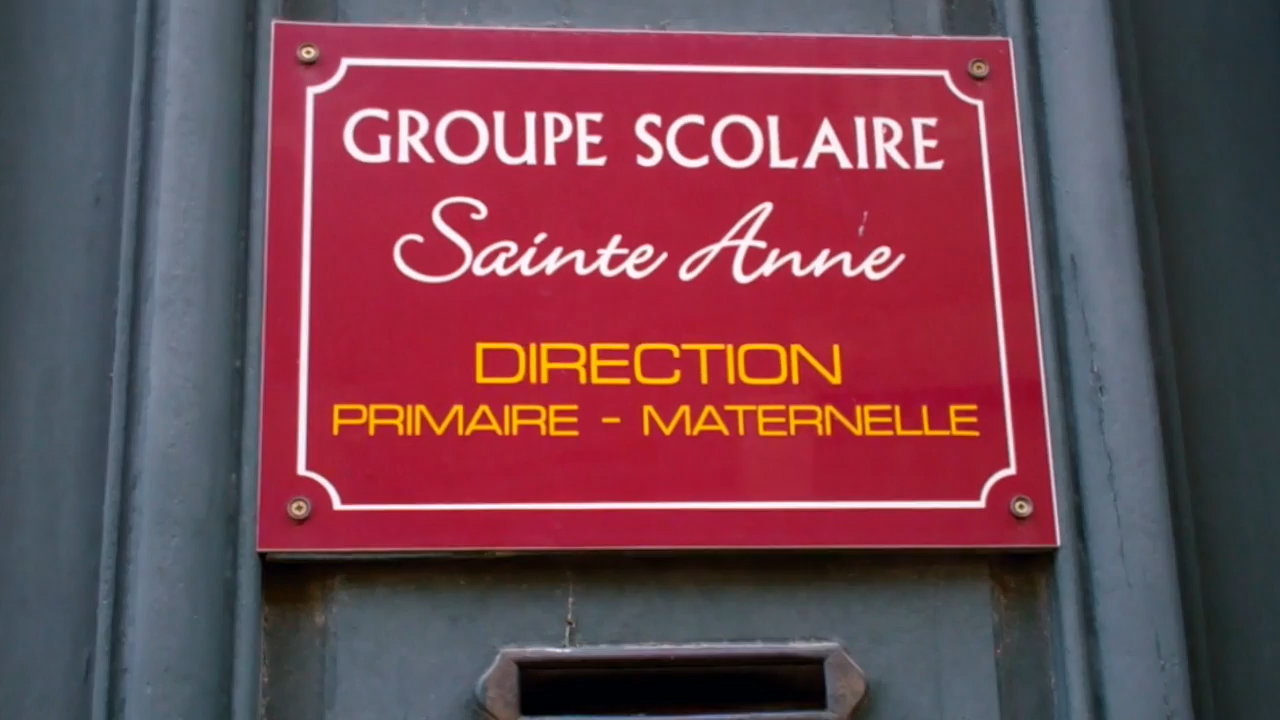 GROUPE SCOLAIRE
Sainte Anne
DIRECTION
PRIMAIRE - MATERNELLE